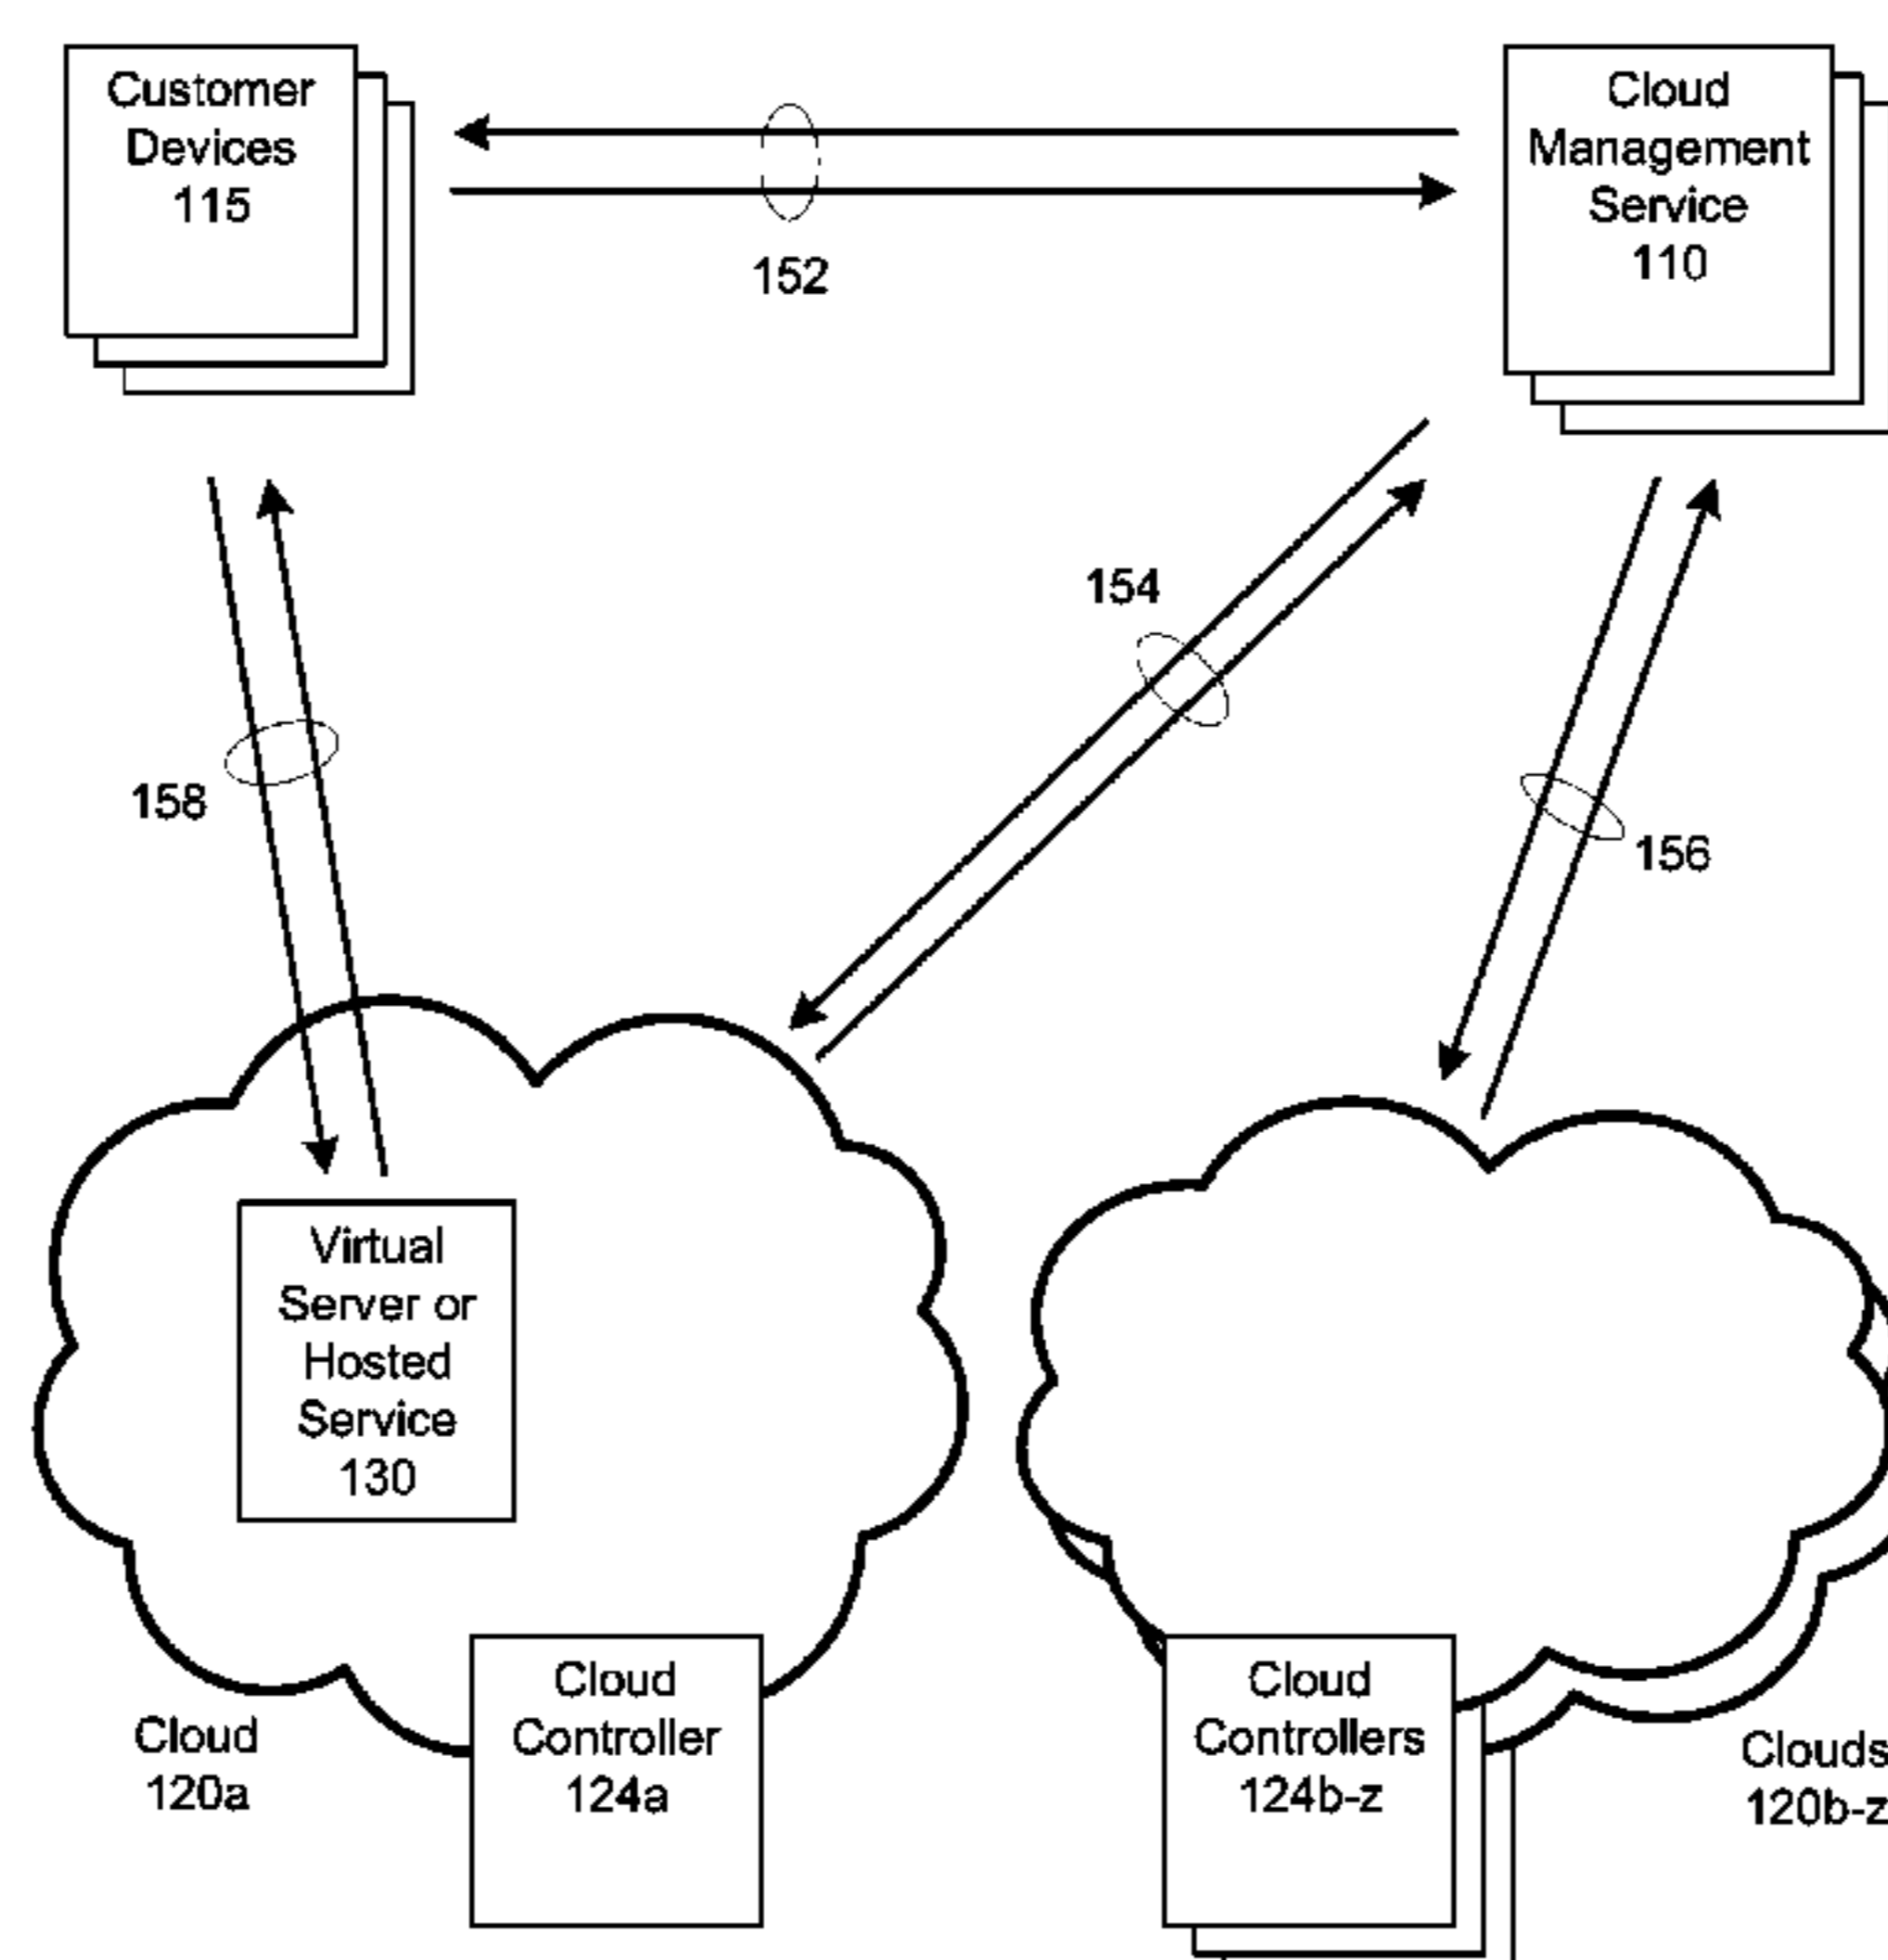 Customer
Devices
115
Cloud
Management
Service
110
152
154
158
156
Virtual
Server or
Hosted
Service
130
Cloud
120a
Cloud
Controller
124a
Cloud
Controllers
124b-z
Clouds
120b-z